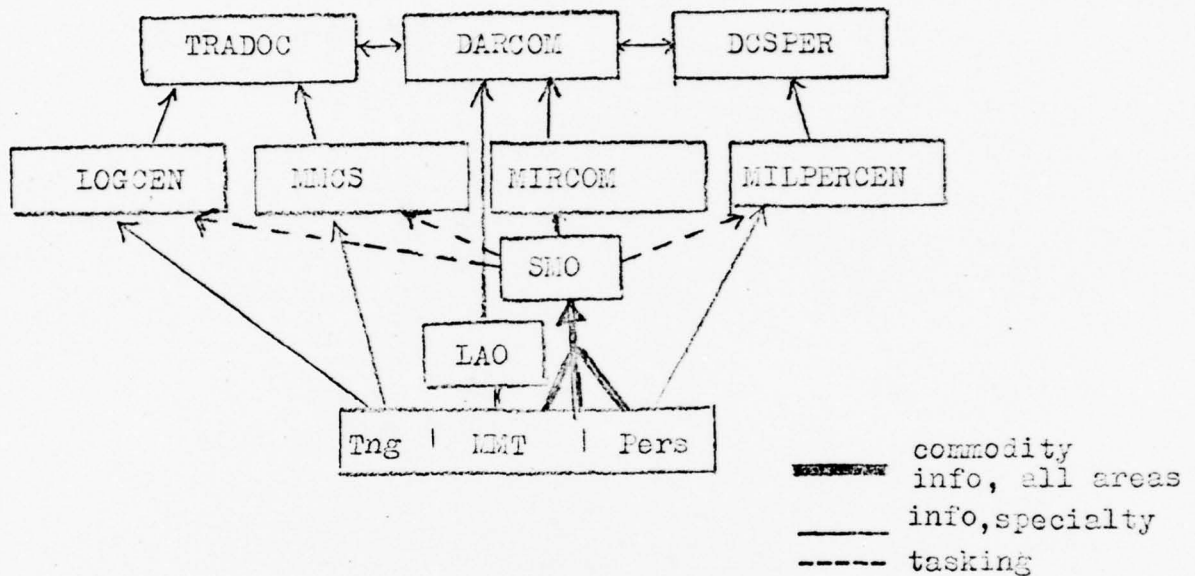 TRADOC DARCOM DCSPER
LOGCEN MMCS MIRCOM MILPERCEN
SMO
LAO
Tng MMT Pers
commodity
info, all areas
info, specialty
tasking